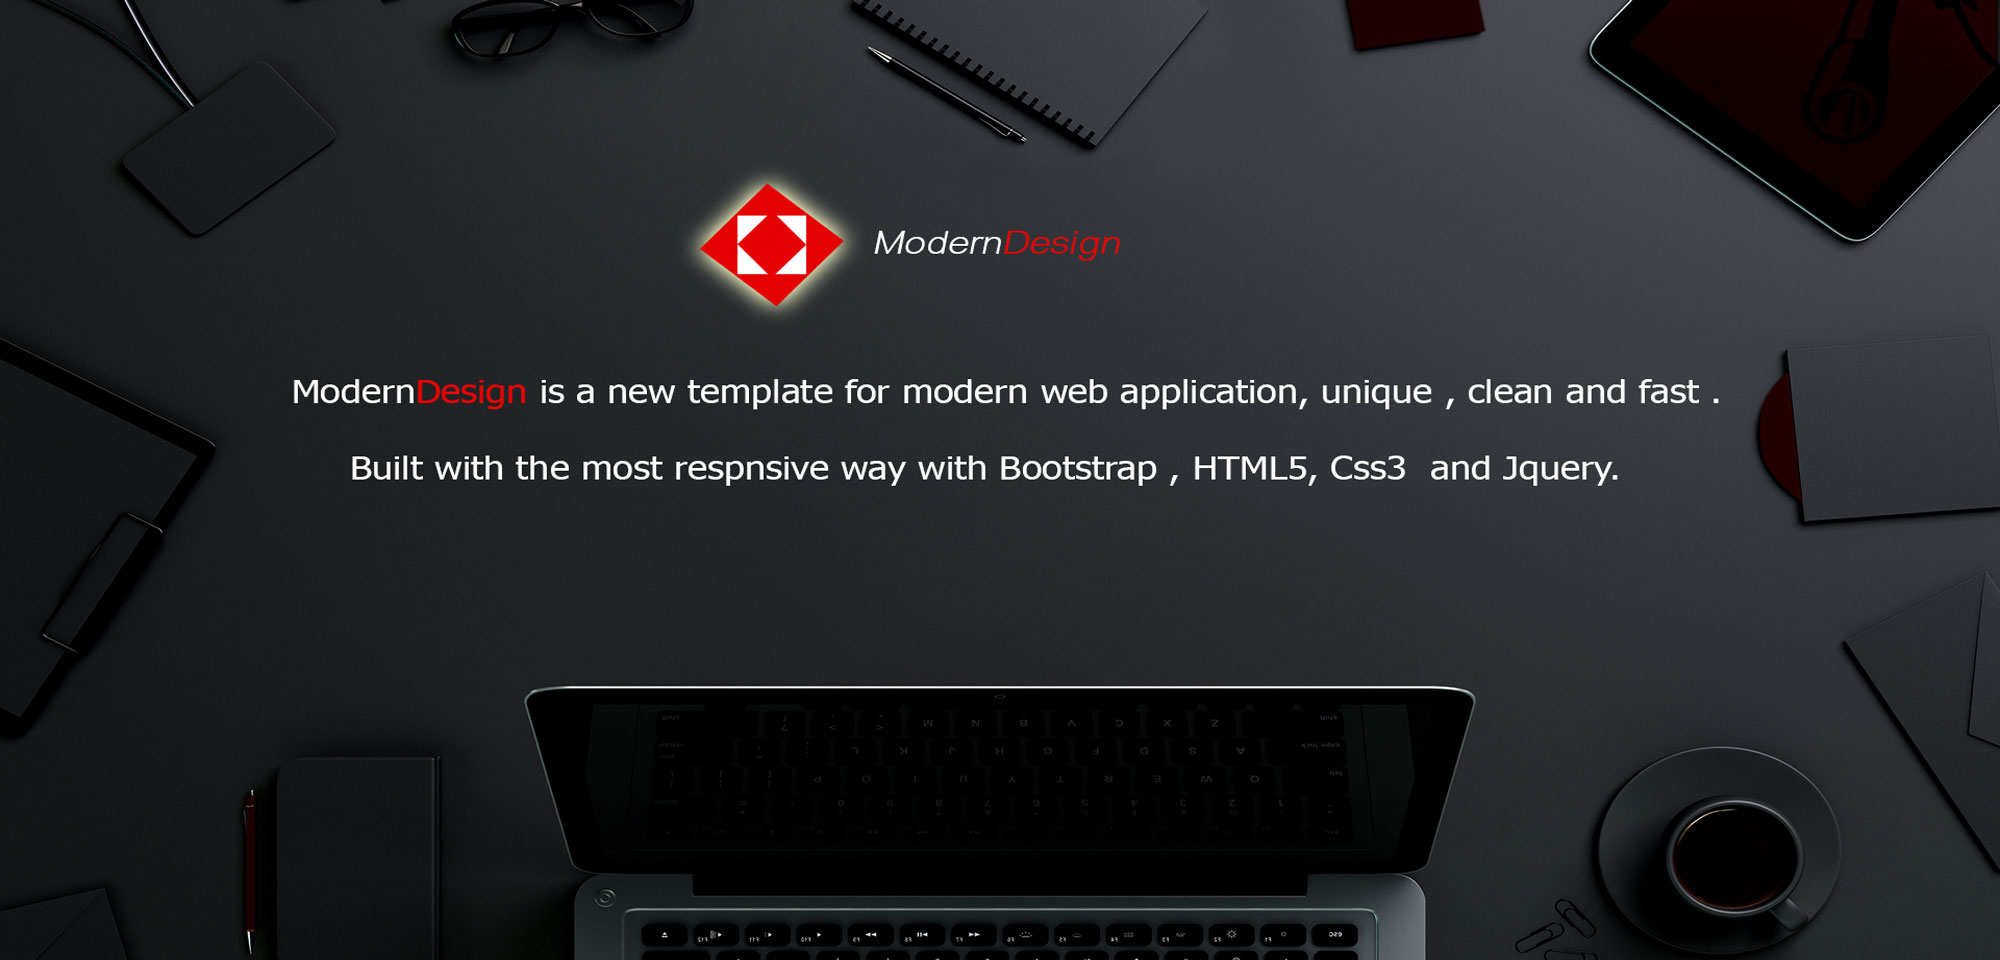 ModernDesign
ModernDesign is a new template for modern web application, unique , clean and fast .
Built with the most respnsive way with Bootstrap , HTML5, Css3  and Jquery.